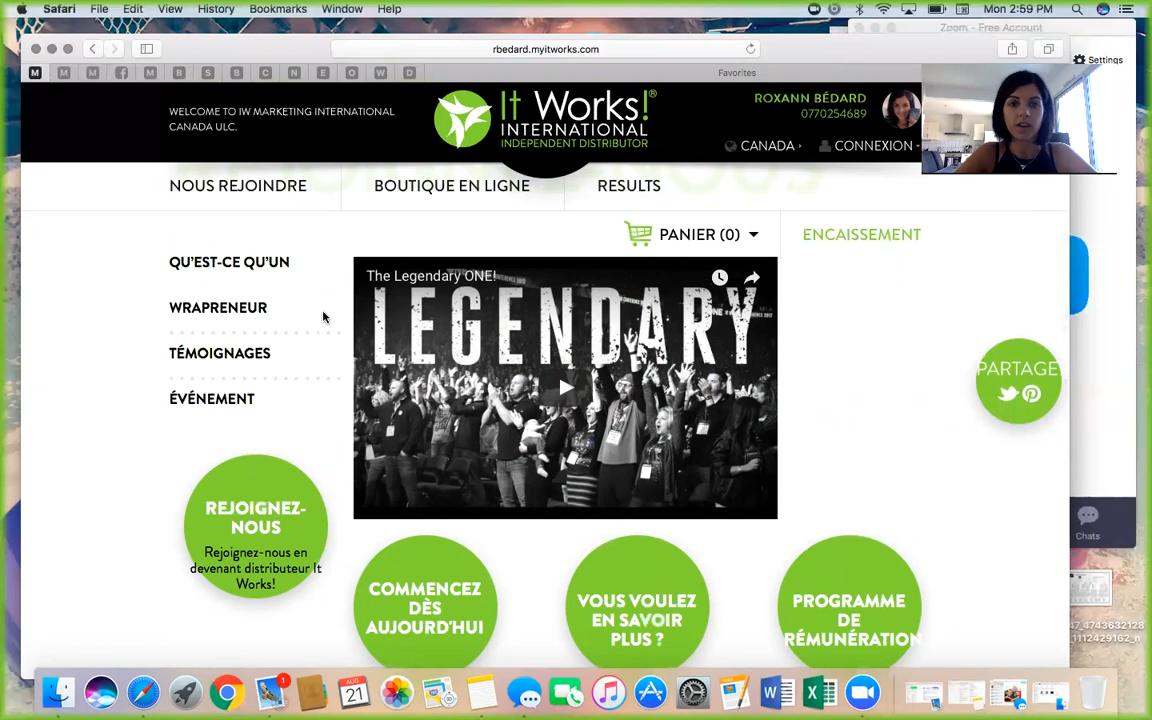 Safari File Edit View History Bookmarks Window Help
Mon 2:59 PM
Zoom - Free Account
rbedard.myitworks.com
Settings
M M M M B S B C N E O W D
Favorites
WELCOME TO IW MARKETING INTERNATIONAL
CANADA ULC.
It Works!®
INTERNATIONAL
INDEPENDENT DISTRIBUTOR
ROXANN BÉDARD
0770254689
CANADA
CONNEXION
NOUS REJOINDRE
BOUTIQUE EN LIGNE
RESULTS
PANIER (0)
ENCAISSEMENT
QU'EST-CE QU'UN
WRAPRENEUR
TÉMOIGNAGES
ÉVÉNEMENT
The Legendary ONE!
LEGENDARY
PARTAGE
REJOIGNEZ-
NOUS
Rejoignez-nous en
devenant distributeur It
Works!
COMMENCEZ
DÈS
AUJOURD'HUI
VOUS VOULEZ
EN SAVOIR
PLUS ?
PROGRAMME
DE
RÉMUNÉRATION
Chats
47_4743632128
_1112429162_n
1
AUG
21